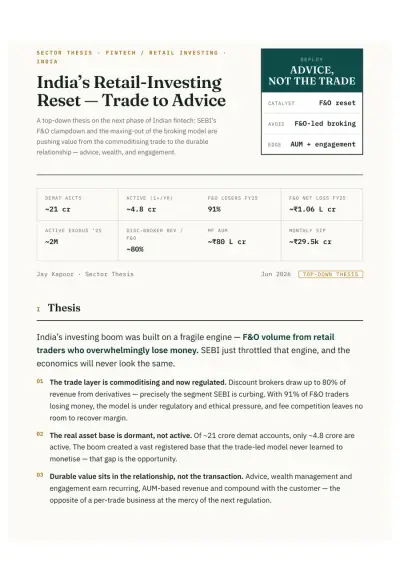 SECTOR THESIS · FINTECH / RETAIL INVESTING ·
INDIA
India's Retail-Investing
Reset — Trade to Advice
A top-down thesis on the next phase of Indian fintech: SEBI's
F&O clampdown and the maxing-out of the broking model are
pushing value from the commoditising trade to the durable
relationship — advice, wealth, and engagement.
DEPLOY
ADVICE,
NOT THE TRADE
CATALYST F&O reset
AVOID F&O-led broking
EDGE AUM + engagement
DEMAT ACCTS
~21 cr
ACTIVE (1×/YR)
~4.8 cr
F&O LOSERS FY25
91%
F&O NET LOSS FY25
~₹1.06 L cr
ACTIVE EXODUS '25
~2M
DISC-BROKER REV /
F&O
~80%
MF AUM
~₹80 L cr
MONTHLY SIP
~₹29.5k cr
Jay Kapoor · Sector Thesis
Jun 2026 TOP-DOWN THESIS
I Thesis
India's investing boom was built on a fragile engine — F&O volume from retail
traders who overwhelmingly lose money. SEBI just throttled that engine, and the
economics will never look the same.
01 The trade layer is commoditising and now regulated. Discount brokers draw up to 80% of
revenue from derivatives — precisely the segment SEBI is curbing. With 91% of F&O traders
losing money, the model is under regulatory and ethical pressure, and fee competition leaves no
room to recover margin.
02 The real asset base is dormant, not active. Of ~21 crore demat accounts, only ~4.8 crore are
active. The boom created a vast registered base that the trade-led model never learned to
monetise — that gap is the opportunity.
03 Durable value sits in the relationship, not the transaction. Advice, wealth management and
engagement earn recurring, AUM-based revenue and compound with the customer — the
opposite of a per-trade business at the mercy of the next regulation.